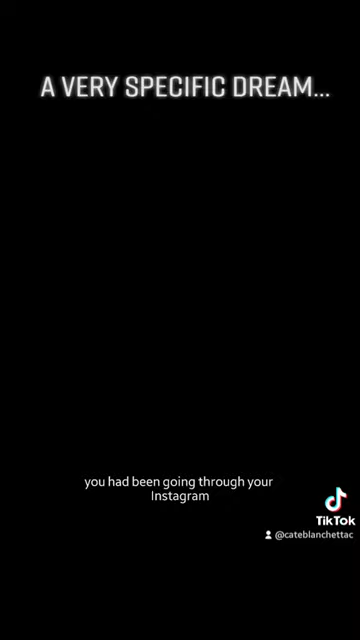 A VERY SPECIFIC DREAM...
you had been going through your
Instagram
TikTok
@cateblanchettac